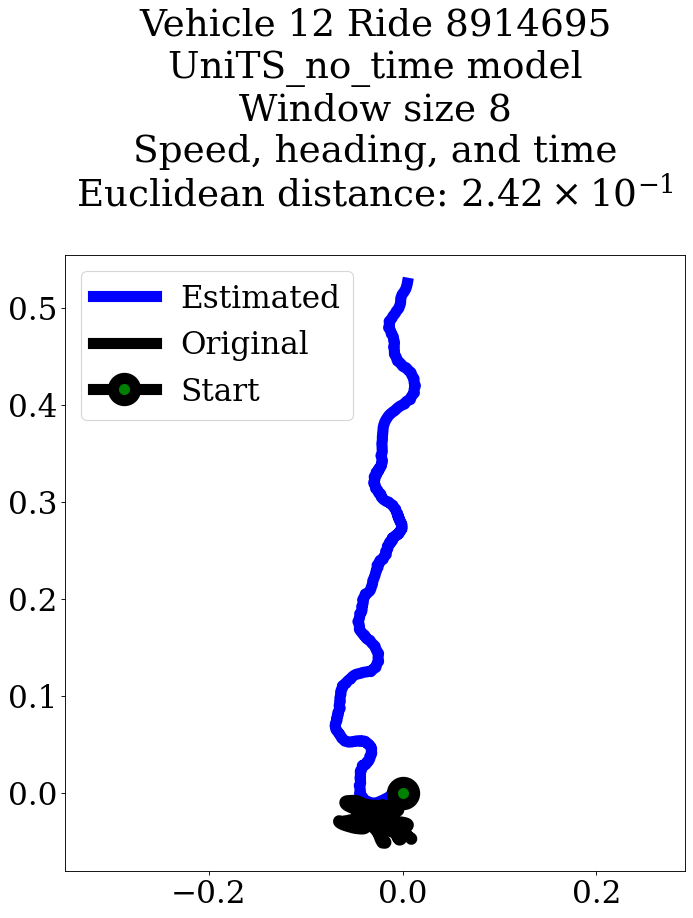 Vehicle 12 Ride 8914695
UniTS_no_time model
Window size 8
Speed, heading, and time
Euclidean distance: 2.42 × 10⁻¹
Estimated
Original
Start
0.5
0.4
0.3
0.2
0.1
0.0
−0.2
0.0
0.2